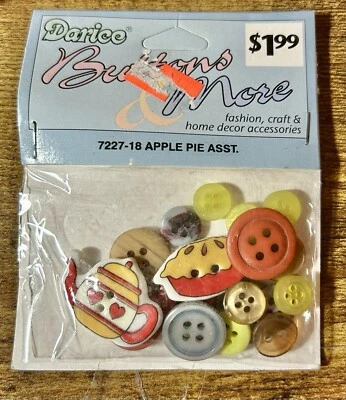 Darice®
$1.99
Buttons
& More
fashion, craft &
home decor accessories
7227-18 APPLE PIE ASST.